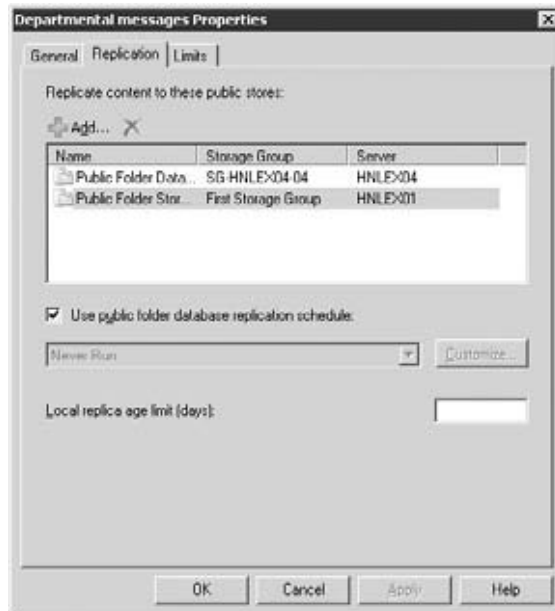 Departmental messages Properties
General Replication Limits
Replicate content to these public stores:
Add...
Name Storage Group Server
Public Folder Data... SG-HNLEX04-04 HNLEX04
Public Folder Stor... First Storage Group HNLEX01
Use public folder database replication schedule:
Never Run Customize...
Local replica age limit (days):
OK Cancel Apply Help